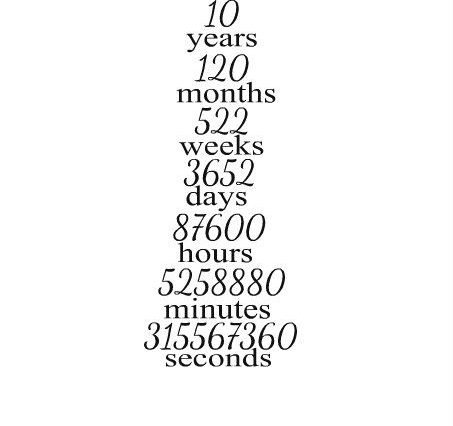 10
years
120
months
522
weeks
3652
days
87600
hours
5258880
minutes
315567360
seconds